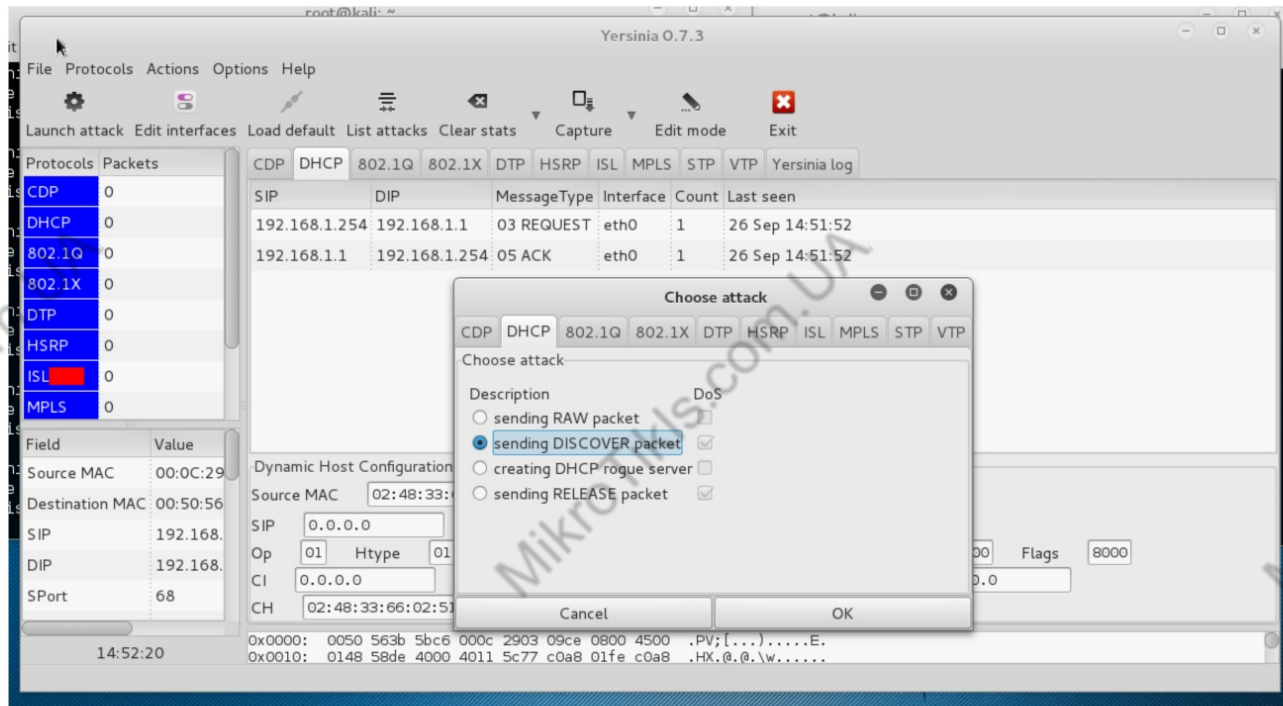 root@kali: ~
Yersinia 0.7.3
File Protocols Actions Options Help
Launch attack Edit interfaces Load default List attacks Clear stats Capture Edit mode Exit
Protocols Packets
CDP 0
DHCP 0
802.1Q 0
802.1X 0
DTP 0
HSRP 0
ISL 0
MPLS 0
Field Value
Source MAC 00:0C:29
Destination MAC 00:50:56
SIP 192.168.
DIP 192.168.
SPort 68
14:52:20
CDP DHCP 802.1Q 802.1X DTP HSRP ISL MPLS STP VTP Yersinia log
SIP DIP MessageType Interface Count Last seen
192.168.1.254 192.168.1.1 03 REQUEST eth0 1 26 Sep 14:51:52
192.168.1.1 192.168.1.254 05 ACK eth0 1 26 Sep 14:51:52
Dynamic Host Configuration
Source MAC 02:48:33:
SIP 0.0.0.0
Op 01 Htype 01 00 Flags 8000
CI 0.0.0.0 0.0
CH 02:48:33:66:02:51
0x0000: 0050 563b 5bc6 000c 2903 09ce 0800 4500 .PV;[...).....E.
0x0010: 0148 58de 4000 4011 5c77 c0a8 01fe c0a8 .HX.@.@.\w......
Choose attack
CDP DHCP 802.1Q 802.1X DTP HSRP ISL MPLS STP VTP
Choose attack
Description DoS
sending RAW packet
sending DISCOVER packet
creating DHCP rogue server
sending RELEASE packet
Cancel OK
MikroTikls.com.UA